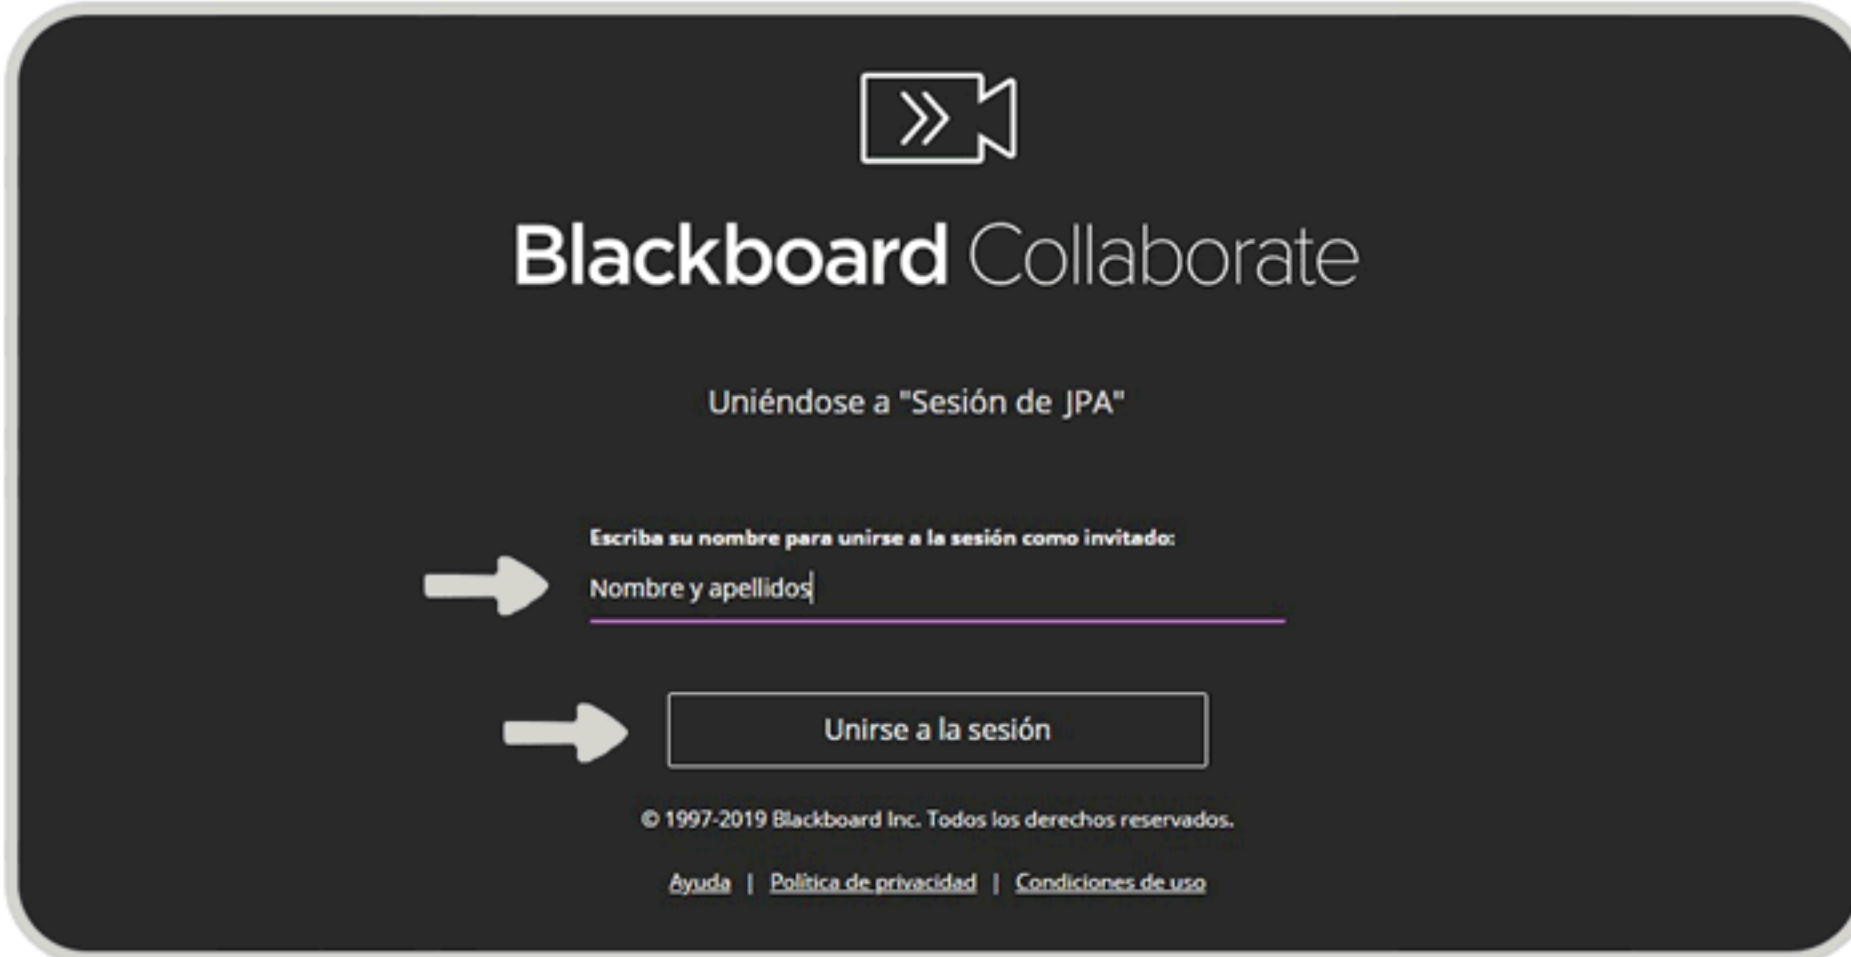 Blackboard Collaborate
Uniéndose a "Sesión de JPA"
Escriba su nombre para unirse a la sesión como invitado:
Nombre y apellidos
Unirse a la sesión
© 1997-2019 Blackboard Inc. Todos los derechos reservados.
Ayuda | Política de privacidad | Condiciones de uso